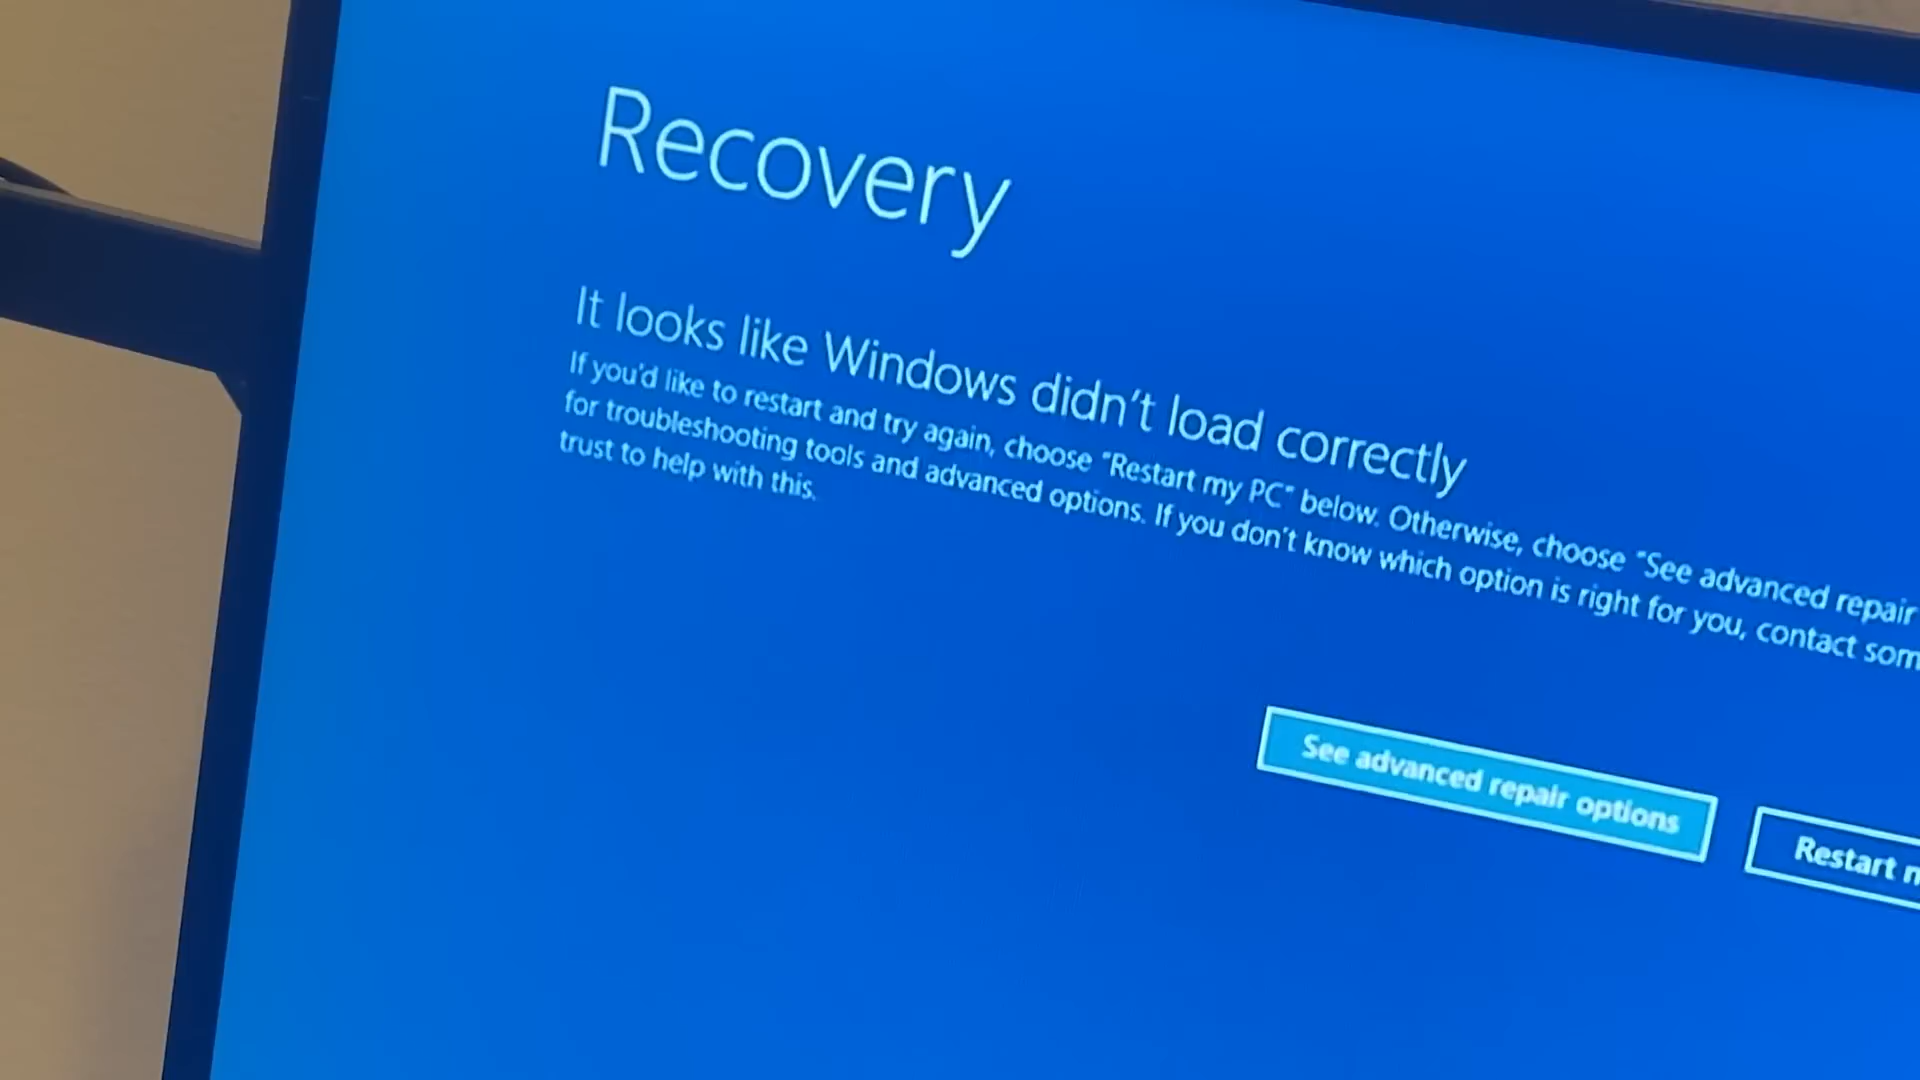 Recovery
It looks like Windows didn't load correctly
If you'd like to restart and try again, choose "Restart my PC" below. Otherwise, choose "See advanced repair
for troubleshooting tools and advanced options. If you don't know which option is right for you, contact som
trust to help with this.
See advanced repair options
Restart